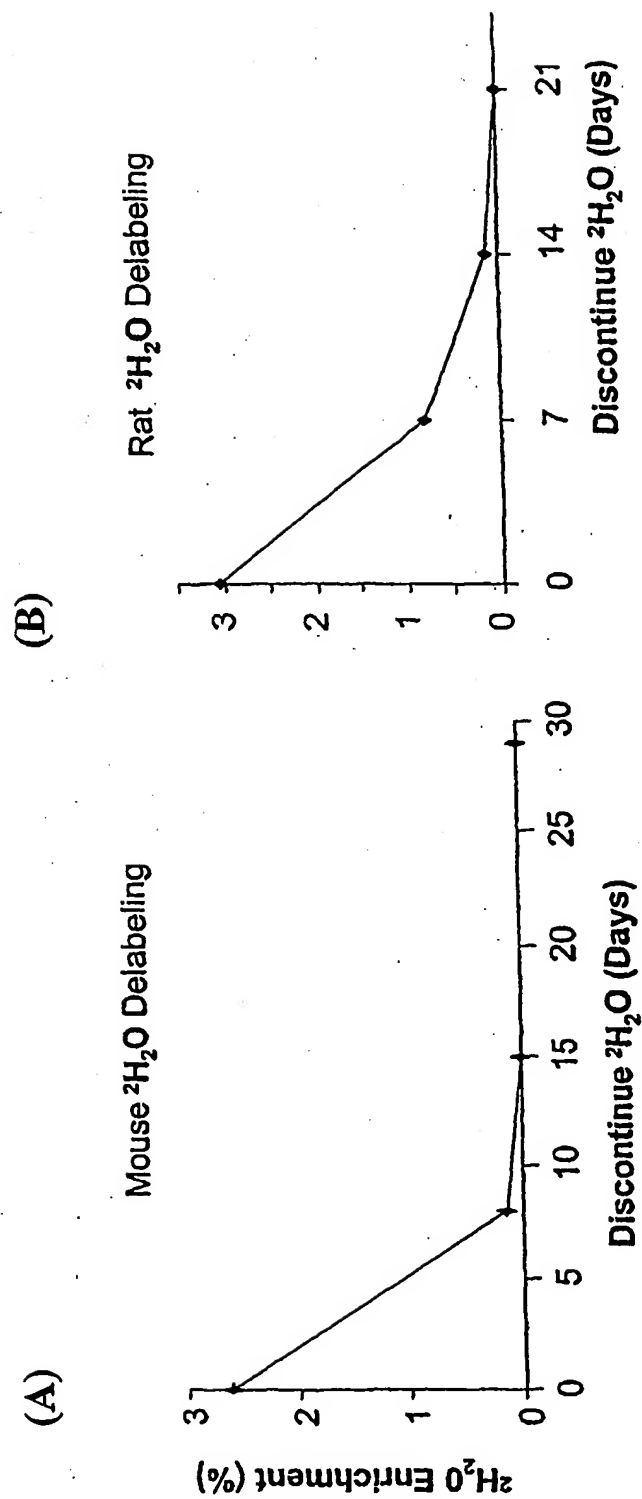 (A)
Mouse ²H₂O Delabeling
²H₂O Enrichment (%)
3
2
1
0
0
5
10
15
20
25
30
Discontinue ²H₂O (Days)
(B)
Rat ²H₂O Delabeling
3
2
1
0
0
7
14
21
Discontinue ²H₂O (Days)